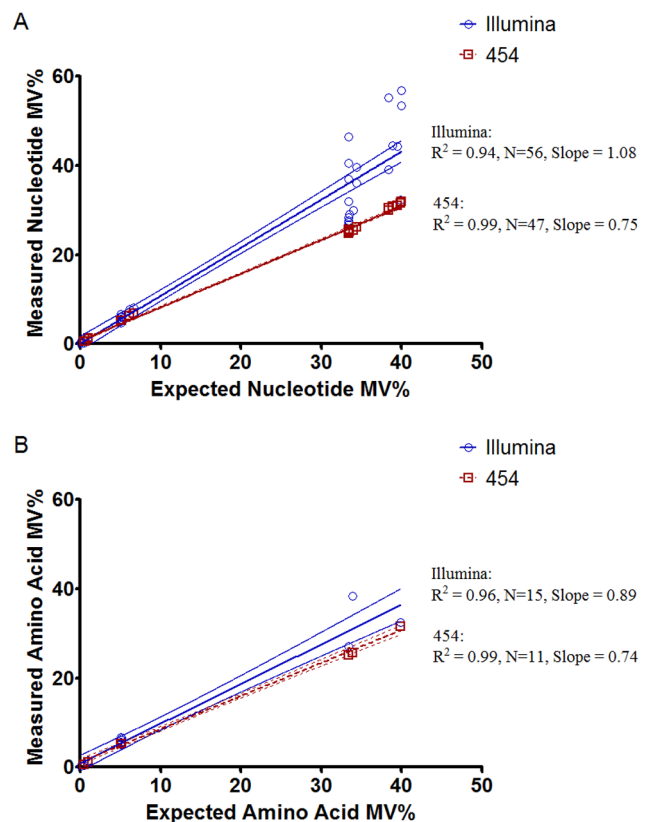 A
Illumina
454
Measured Nucleotide MV%
60
40
20
0
Illumina:
R² = 0.94, N=56, Slope = 1.08
454:
R² = 0.99, N=47, Slope = 0.75
0 10 20 30 40 50
Expected Nucleotide MV%
B
Illumina
454
Measured Amino Acid MV%
60
40
20
0
Illumina:
R² = 0.96, N=15, Slope = 0.89
454:
R² = 0.99, N=11, Slope = 0.74
0 10 20 30 40 50
Expected Amino Acid MV%